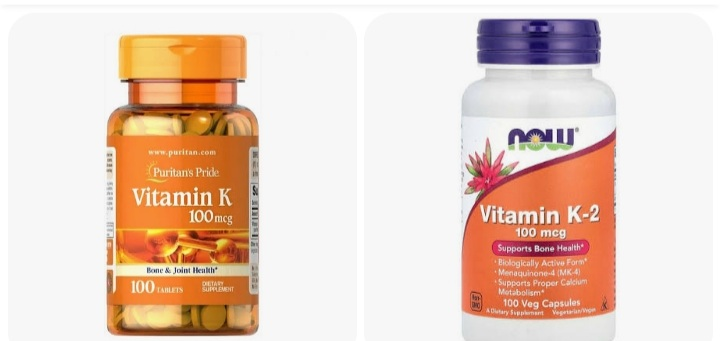 www.puritan.com
Puritan's Pride
Vitamin K
100 mcg
Bone & Joint Health*
100 TABLETS
DIETARY
SUPPLEMENT
NOW®
Vitamin K-2
100 mcg
Supports Bone Health*
• Biologically Active Form*
• Menaquinone-4 (MK-4)
• Supports Proper Calcium
Metabolism*
100 Veg Capsules
A Dietary Supplement Vegetarian/Vegan
NON
GMO